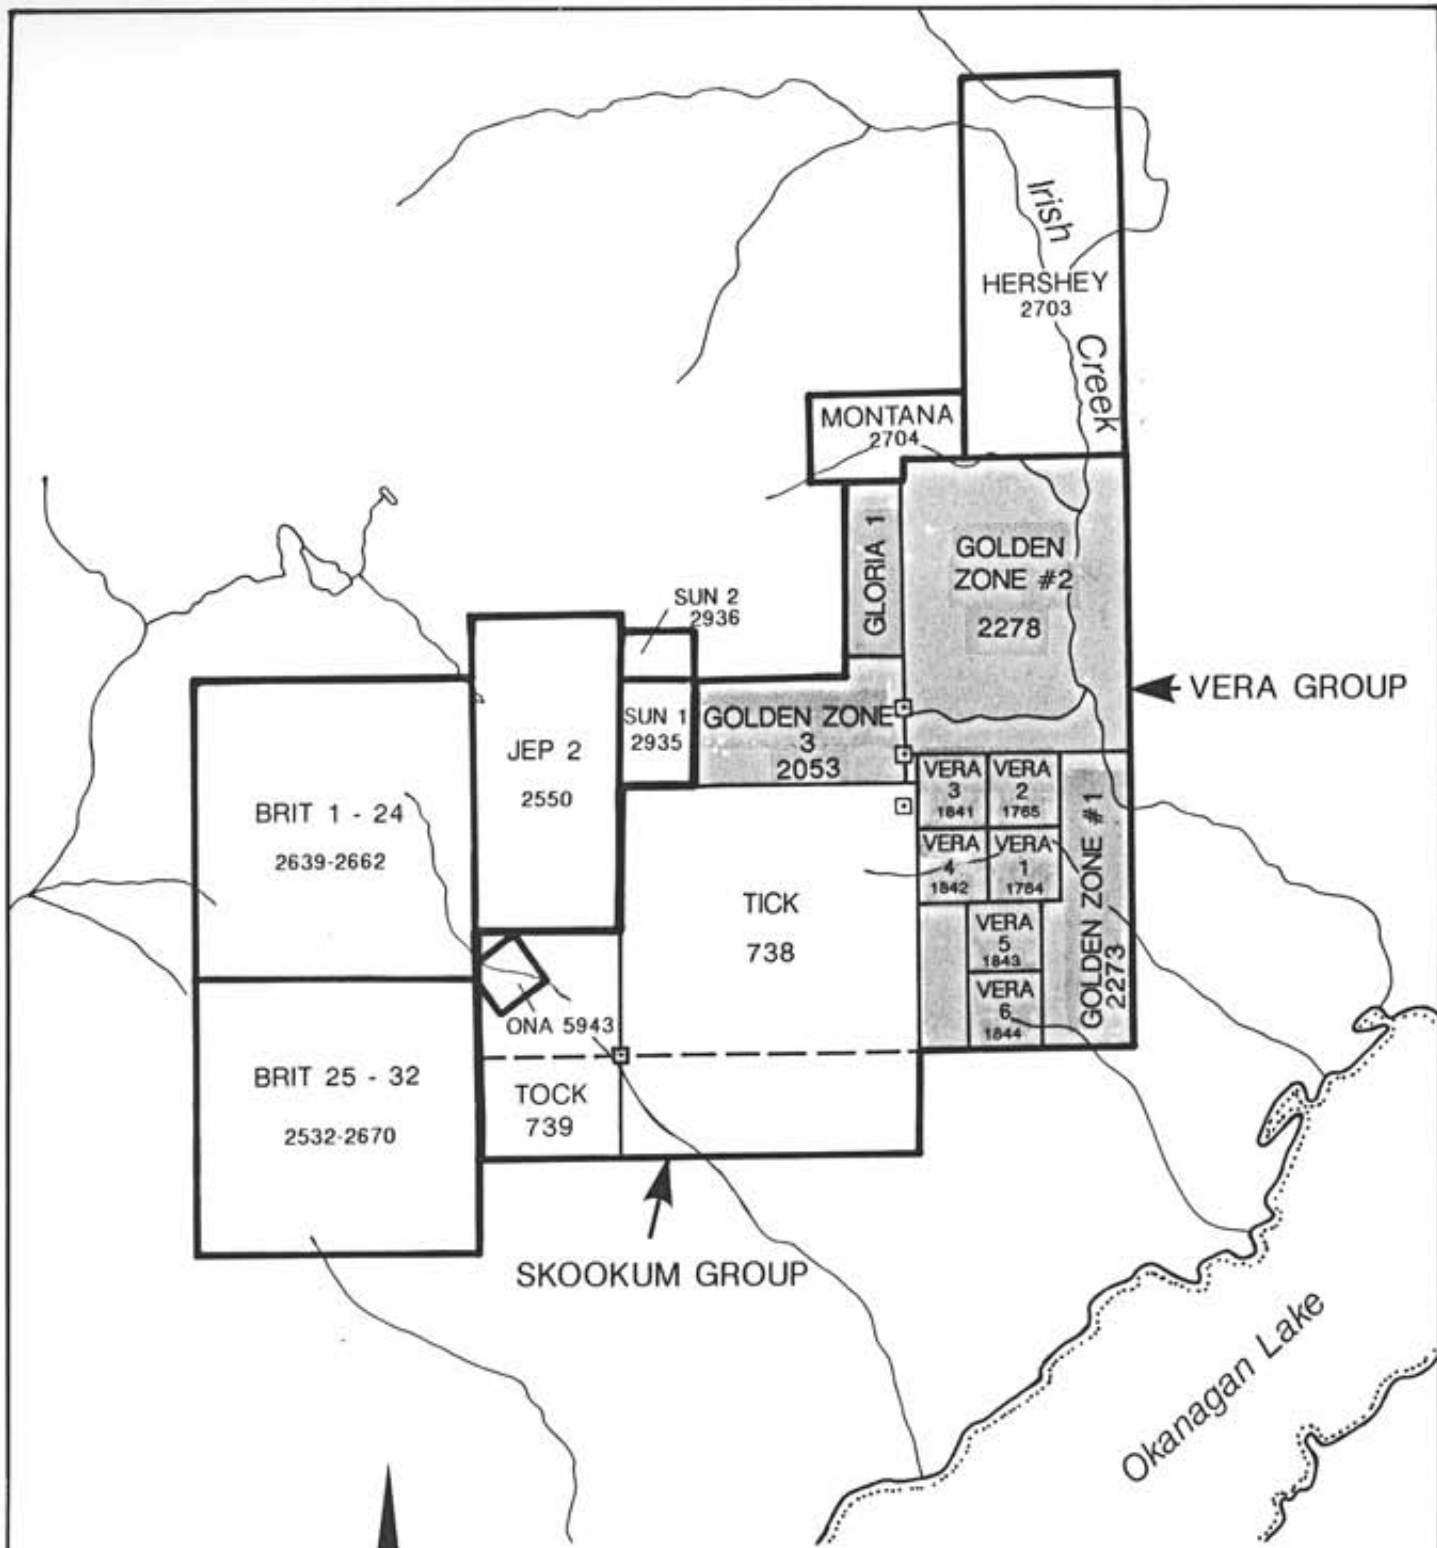 Irish
HERSHEY
2703
Creek
MONTANA
2704
GLORIA 1
GOLDEN
ZONE #2
2278
SUN 2
2936
VERA GROUP
SUN 1
2935
GOLDEN ZONE
3
2053
JEP 2
2550
BRIT 1 - 24
2639-2662
VERA
3
1841
VERA
2
1765
VERA
4
1842
VERA
1
1764
GOLDEN ZONE #1
2273
TICK
738
VERA
5
1843
VERA
6
1844
ONA 5943
BRIT 25 - 32
2532-2670
TOCK
739
SKOOKUM GROUP
Okanagan Lake